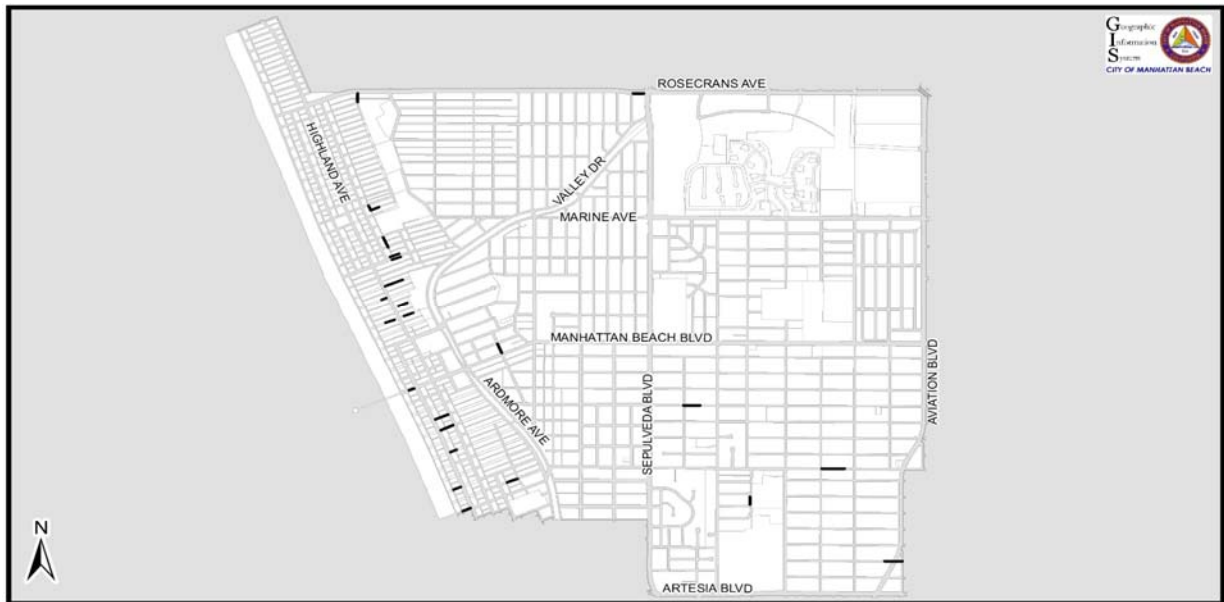 Geographic
Information
System
CITY OF MANHATTAN BEACH
ROSECRANS AVE
HIGHLAND AVE
VALLEY DR
MARINE AVE
MANHATTAN BEACH BLVD
AVIATION BLVD
ARDMORE AVE
SEPULVEDA BLVD
N
ARTESIA BLVD